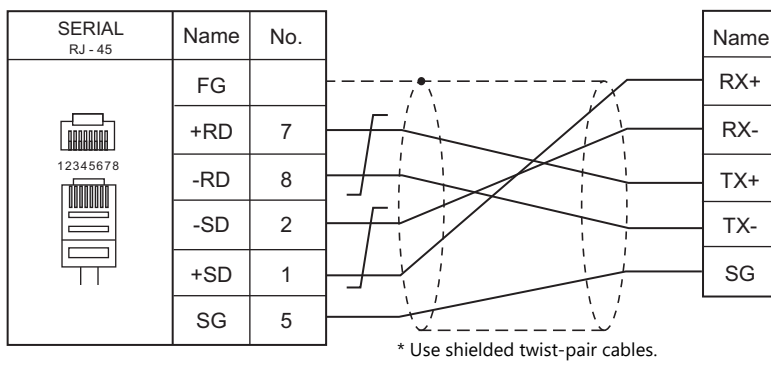 SERIAL
RJ - 45
Name No.
FG
+RD 7
-RD 8
-SD 2
+SD 1
SG 5
12345678
Name
RX+
RX-
TX+
TX-
SG
* Use shielded twist-pair cables.